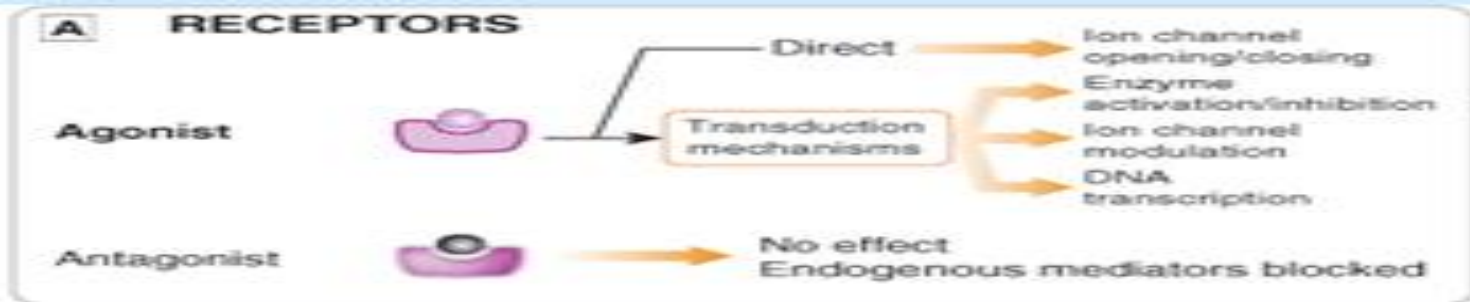 A RECEPTORS
Direct
Ion channel
opening/closing
Enzyme
activation/inhibition
Agonist
Transduction
mechanisms
Ion channel
modulation
DNA
transcription
Antagonist
No effect
Endogenous mediators blocked